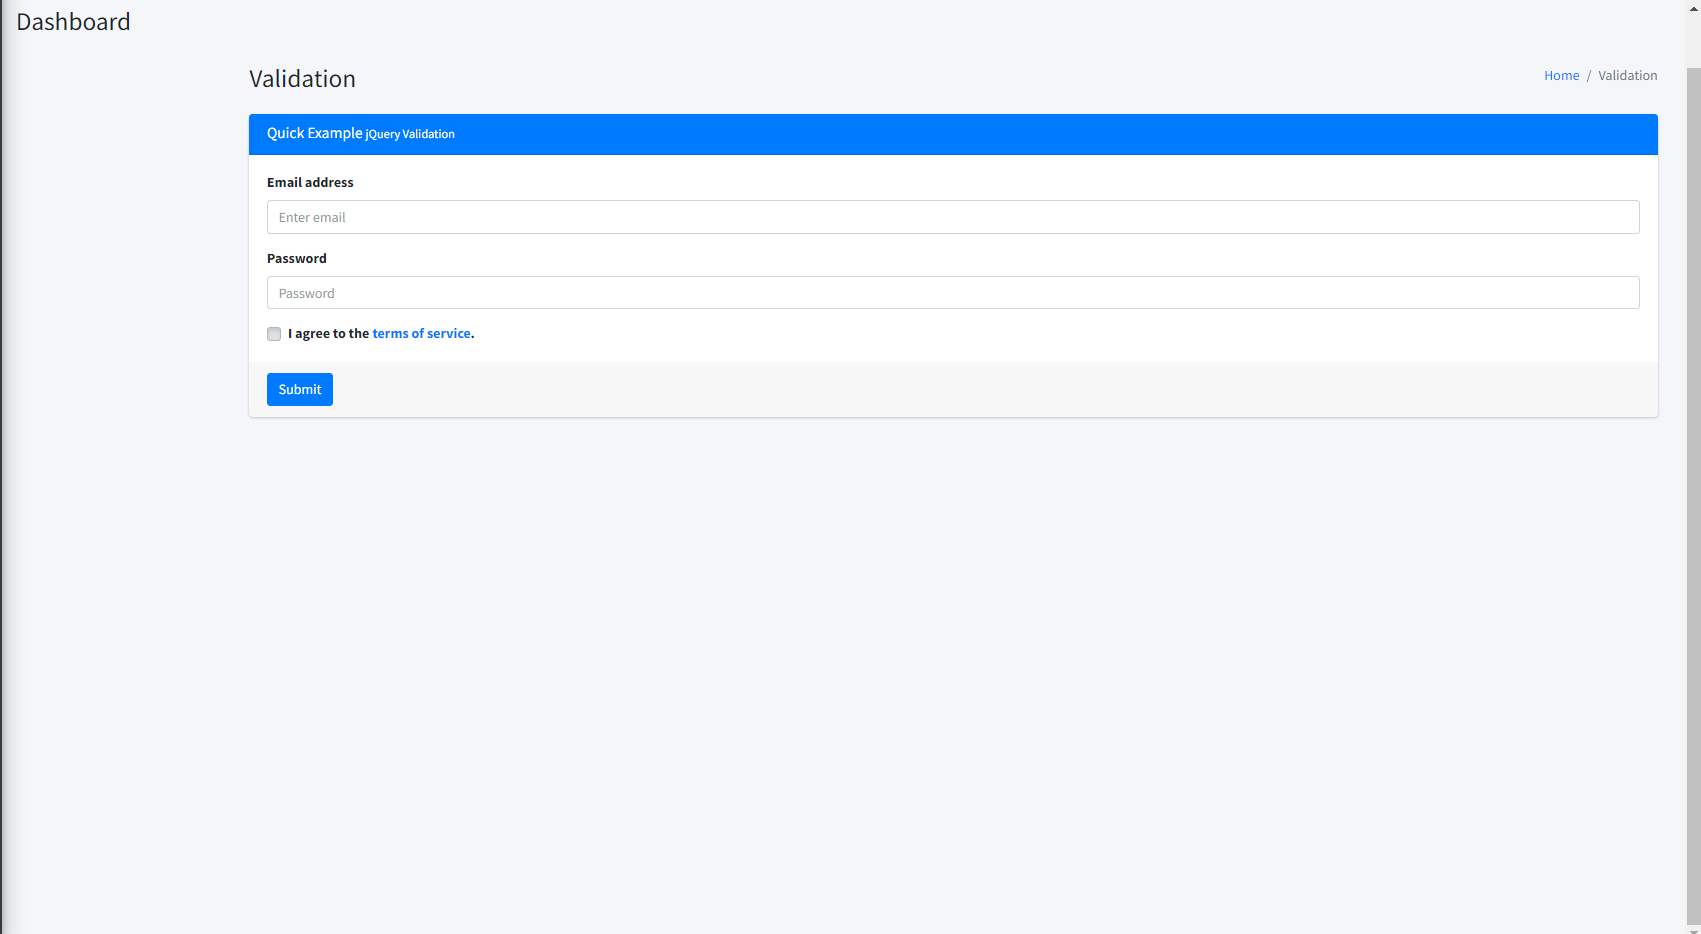 Dashboard
Validation
Home / Validation
Quick Example jQuery Validation
Email address
Enter email
Password
Password
I agree to the terms of service.
Submit